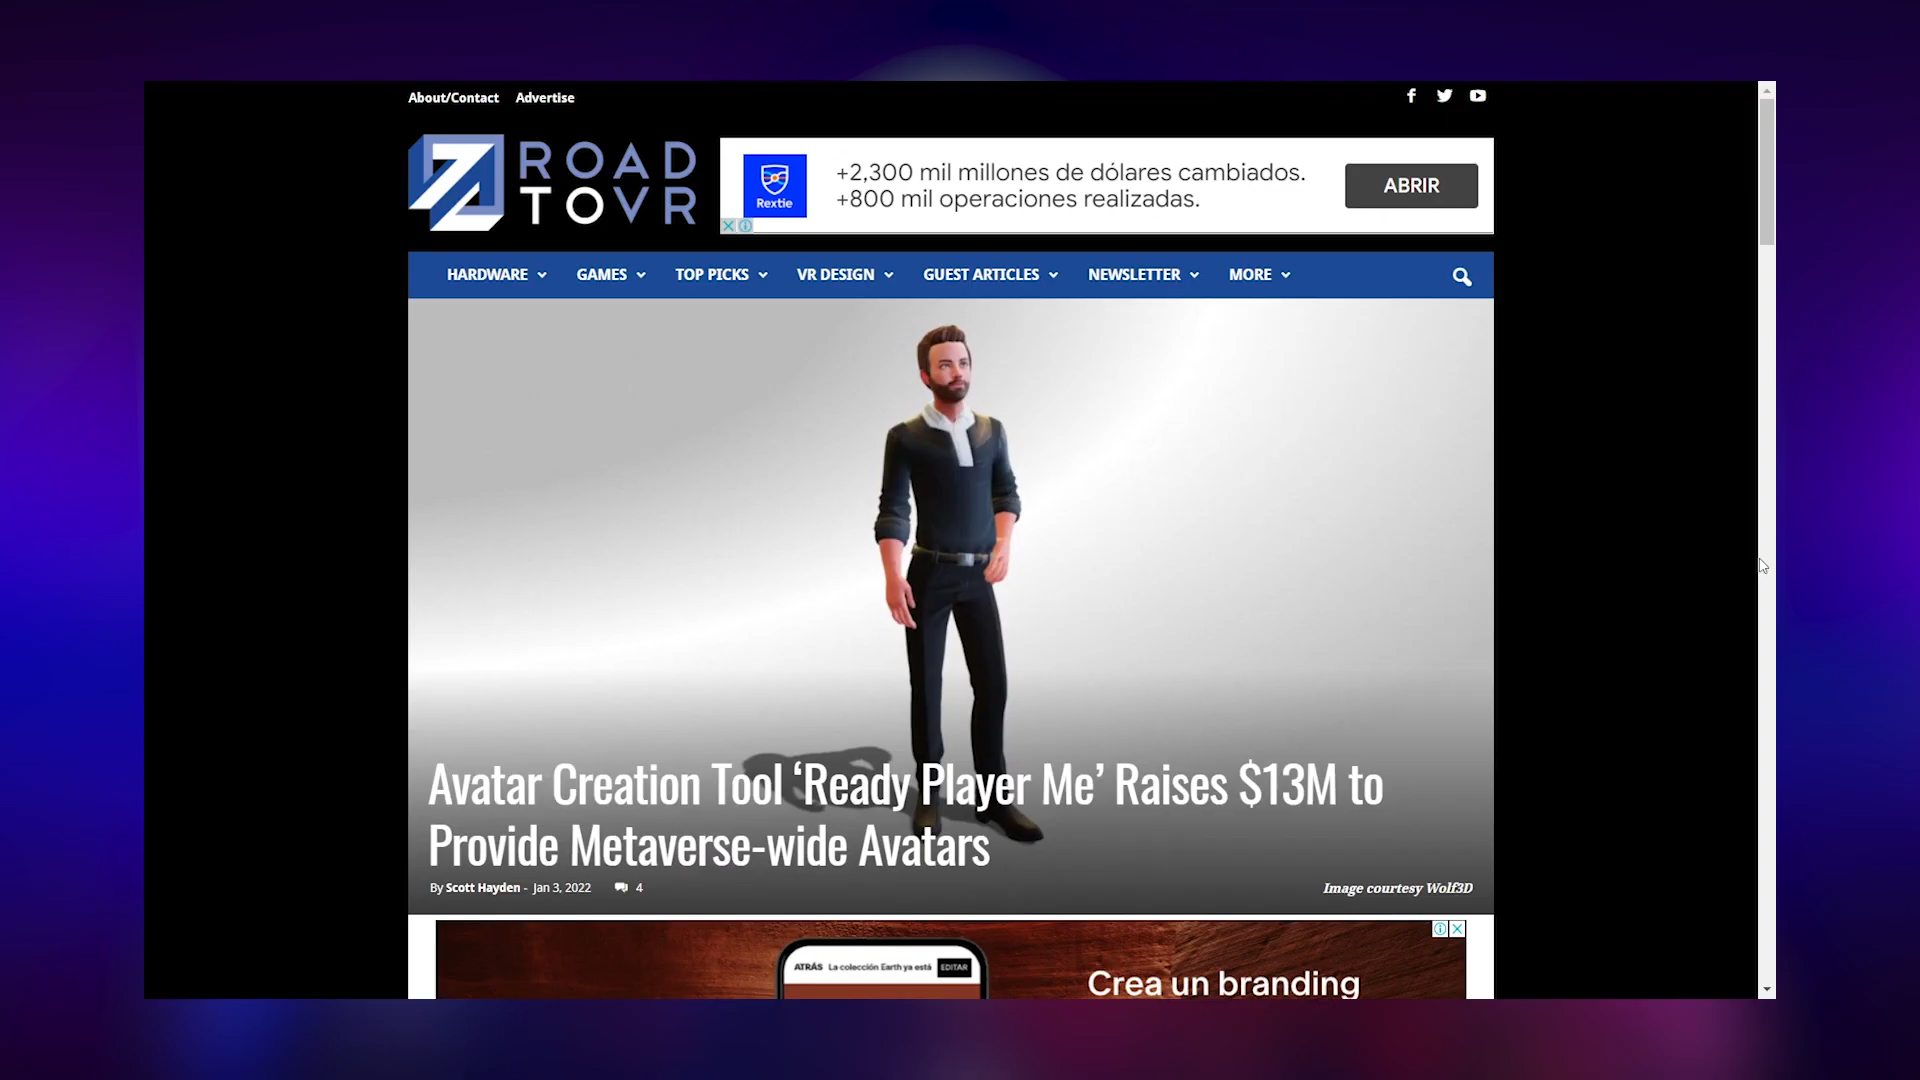 About/Contact Advertise
ROAD
TOVR
+2,300 mil millones de dólares cambiados.
+800 mil operaciones realizadas.
Rextie
ABRIR
HARDWARE GAMES TOP PICKS VR DESIGN GUEST ARTICLES NEWSLETTER MORE
Avatar Creation Tool ‘Ready Player Me’ Raises $13M to
Provide Metaverse-wide Avatars
By Scott Hayden - Jan 3, 2022 4
Image courtesy Wolf3D
ATRÁS La colección Earth ya está EDITAR
Crea un branding